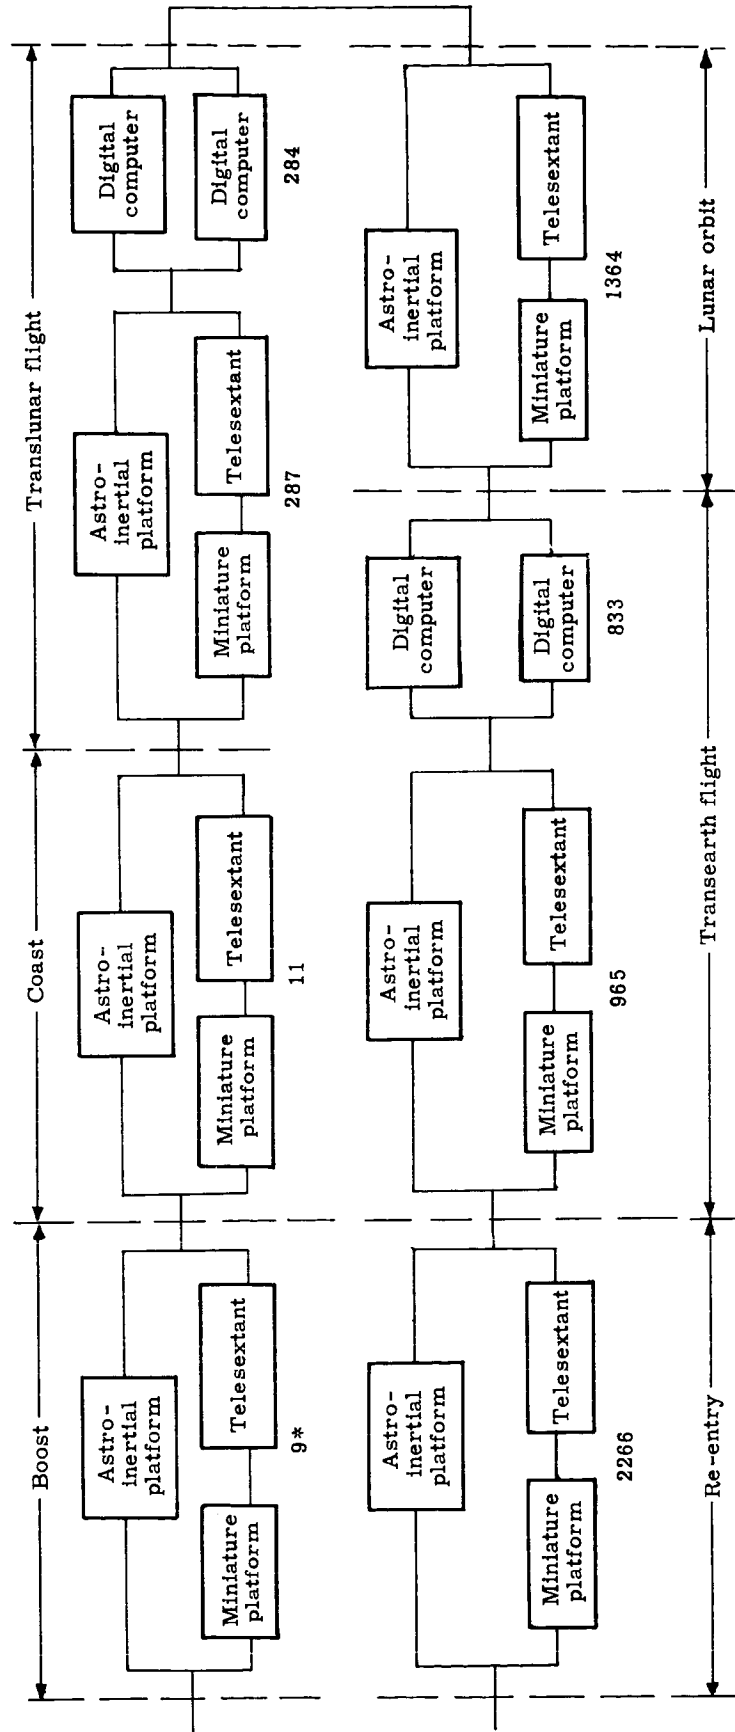 Boost
Coast
Translunar flight
Astro-
inertial
platform
Miniature
platform
Telesextant
9*
Astro-
inertial
platform
Miniature
platform
Telesextant
11
Astro-
inertial
platform
Miniature
platform
Telesextant
287
Digital
computer
Digital
computer
284
Astro-
inertial
platform
Miniature
platform
Telesextant
2266
Astro-
inertial
platform
Miniature
platform
Telesextant
965
Digital
computer
Digital
computer
833
Astro-
inertial
platform
Miniature
platform
Telesextant
1364
Re-entry
Transearth flight
Lunar orbit